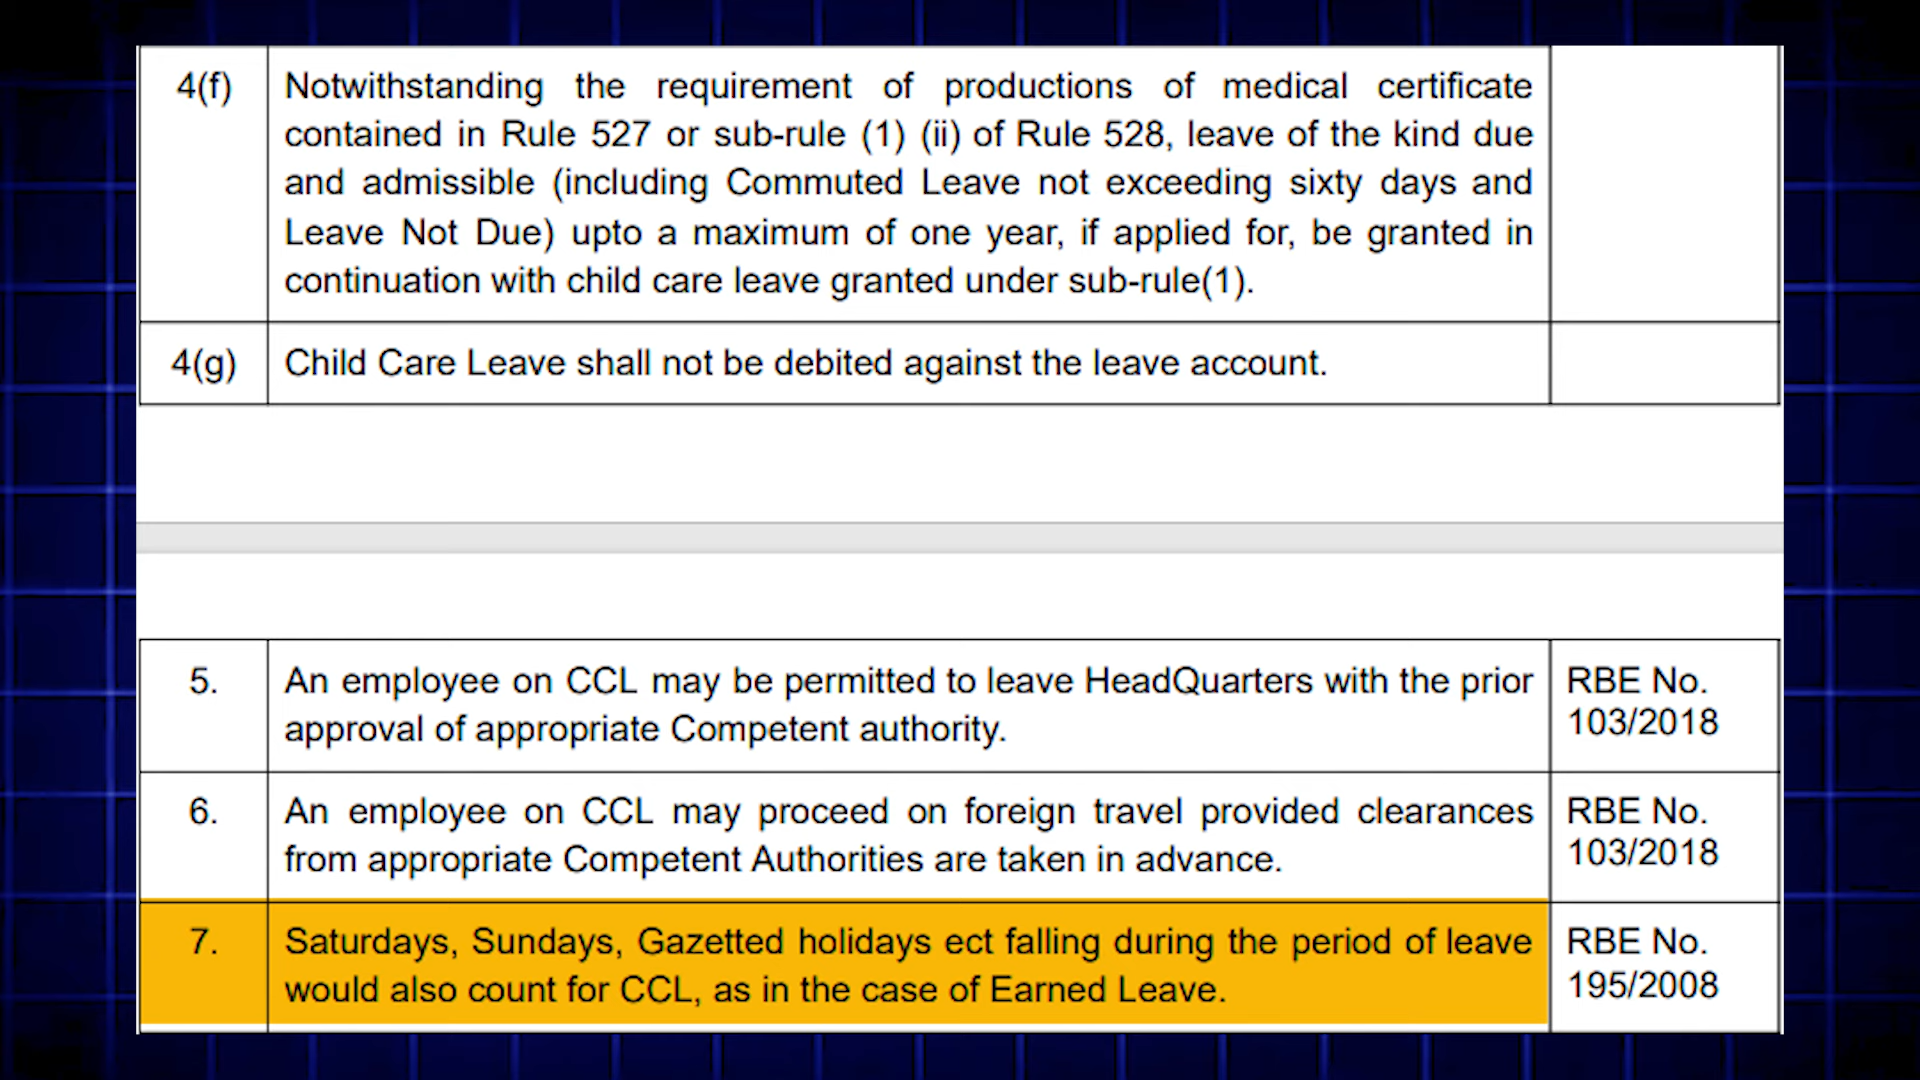 4(f)
Notwithstanding the requirement of productions of medical certificate
contained in Rule 527 or sub-rule (1) (ii) of Rule 528, leave of the kind due
and admissible (including Commuted Leave not exceeding sixty days and
Leave Not Due) upto a maximum of one year, if applied for, be granted in
continuation with child care leave granted under sub-rule(1).
4(g)
Child Care Leave shall not be debited against the leave account.
5.
An employee on CCL may be permitted to leave HeadQuarters with the prior
approval of appropriate Competent authority.
RBE No.
103/2018
6.
An employee on CCL may proceed on foreign travel provided clearances
from appropriate Competent Authorities are taken in advance.
RBE No.
103/2018
7.
Saturdays, Sundays, Gazetted holidays ect falling during the period of leave
would also count for CCL, as in the case of Earned Leave.
RBE No.
195/2008